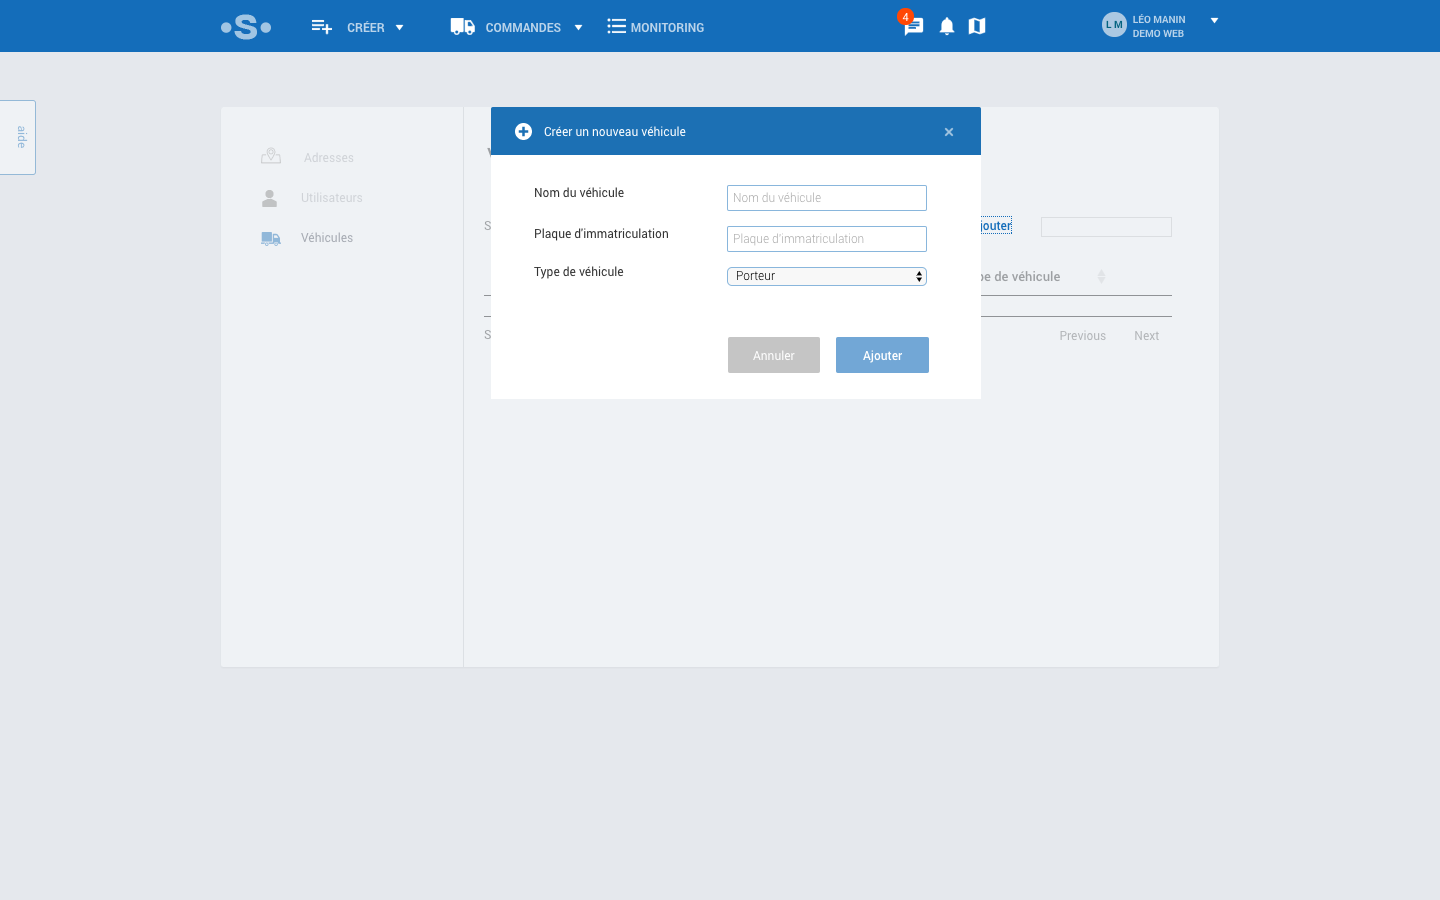 •S•
CRÉER
COMMANDES
MONITORING
4
L M
LÉO MANIN
DEMO WEB
aide
Adresses
Utilisateurs
Véhicules
Créer un nouveau véhicule
×
Nom du véhicule
Nom du véhicule
Plaque d'immatriculation
Plaque d'immatriculation
Type de véhicule
Porteur
Annuler
Ajouter
S
jouter
pe de véhicule
S
Previous
Next